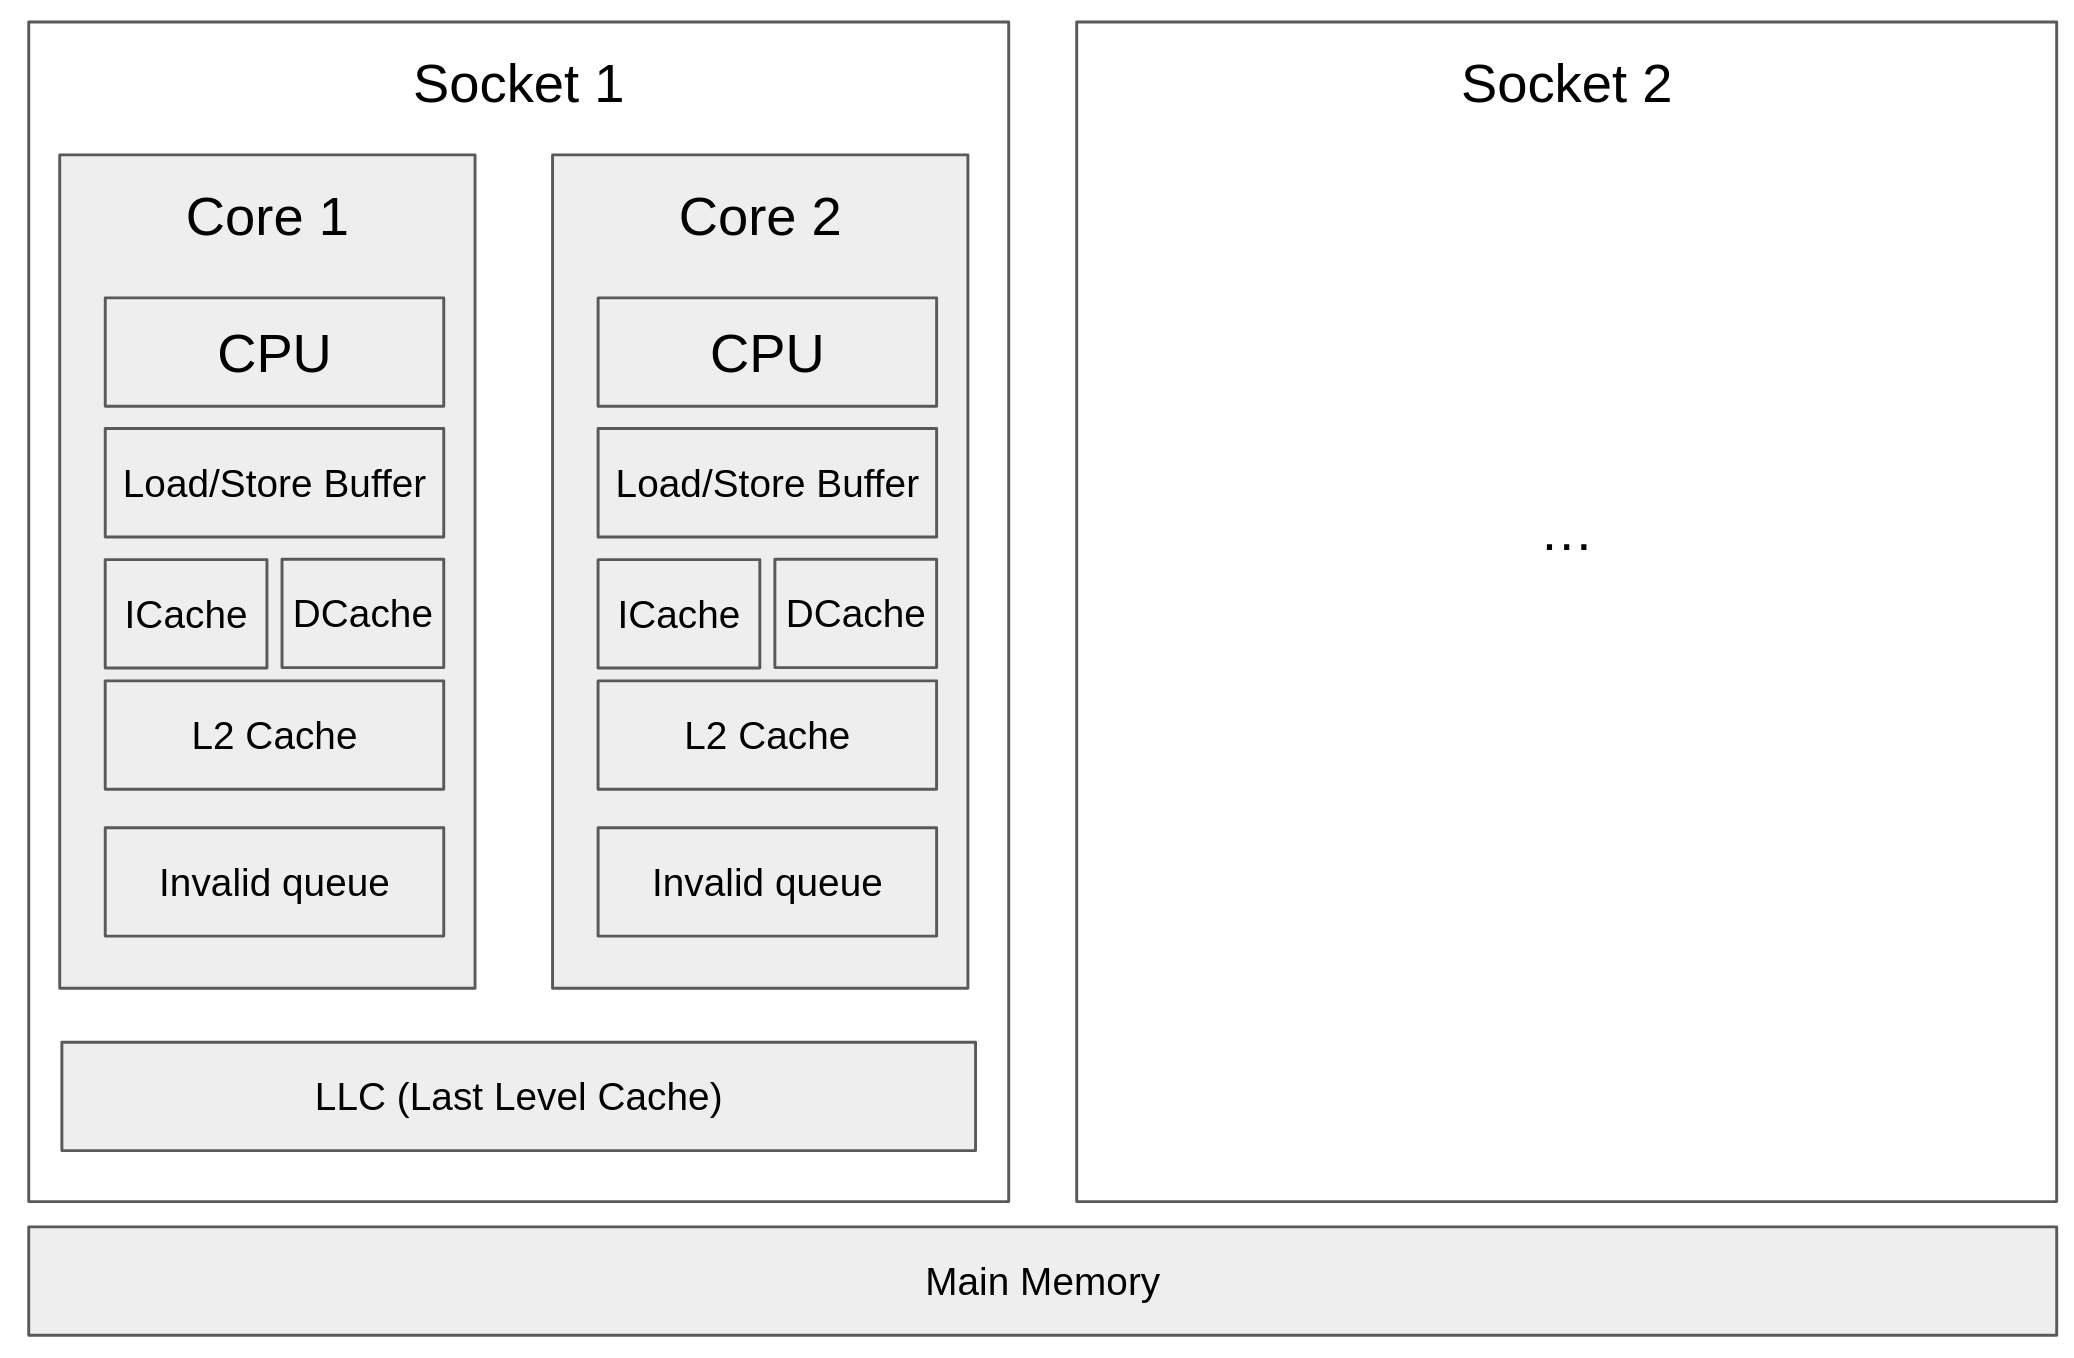 Socket 1
Core 1
CPU
Load/Store Buffer
ICache
DCache
L2 Cache
Invalid queue
Core 2
CPU
Load/Store Buffer
ICache
DCache
L2 Cache
Invalid queue
LLC (Last Level Cache)
Socket 2
...
Main Memory